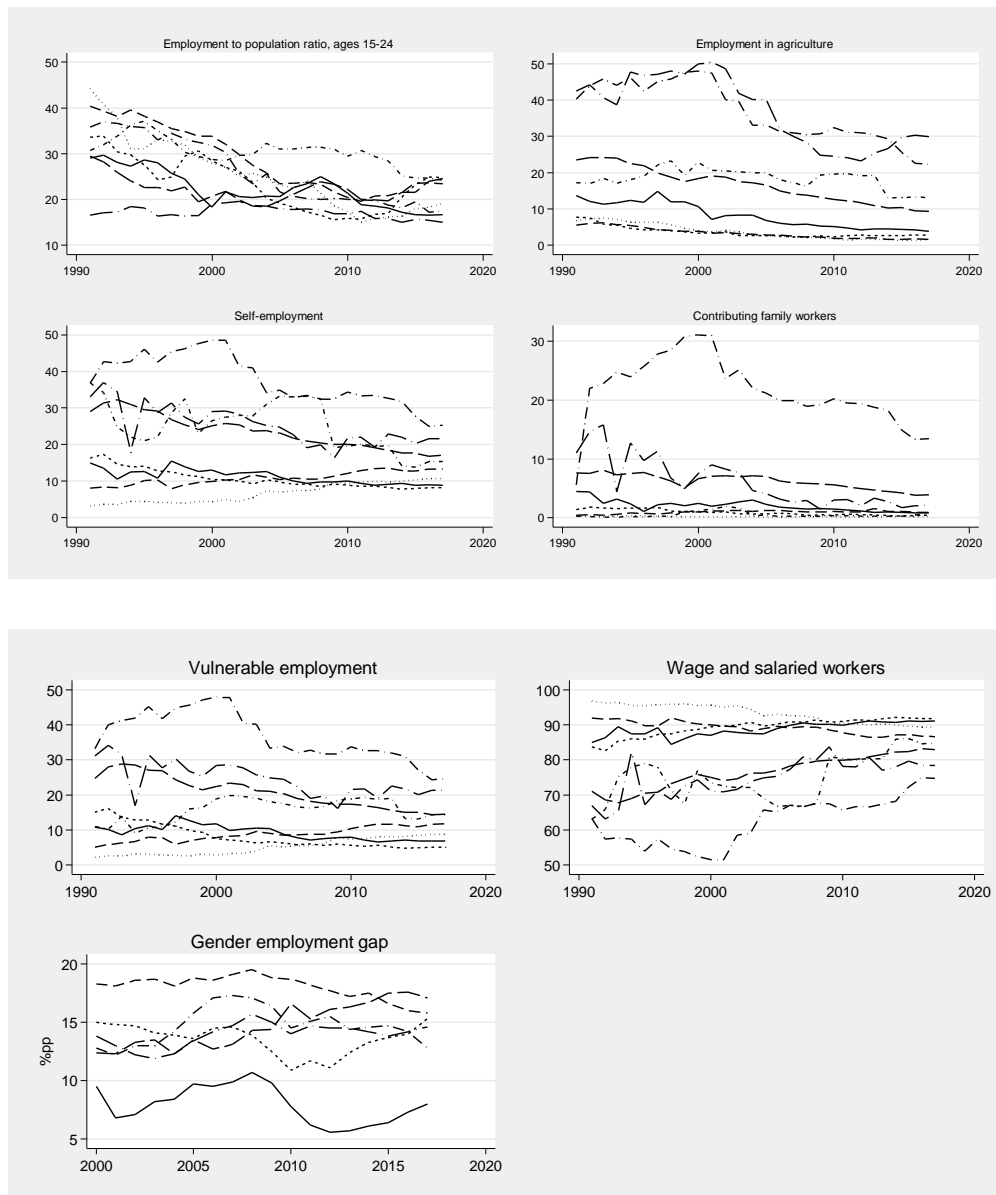 Employment to population ratio, ages 15-24
50
40
30
20
10
1990 2000 2010 2020
Employment in agriculture
50
40
30
20
10
0
1990 2000 2010 2020
Self-employment
50
40
30
20
10
0
1990 2000 2010 2020
Contributing family workers
30
20
10
0
1990 2000 2010 2020
Vulnerable employment
50
40
30
20
10
0
1990 2000 2010 2020
Wage and salaried workers
100
90
80
70
60
50
1990 2000 2010 2020
Gender employment gap
%pp
20
15
10
5
2000 2005 2010 2015 2020